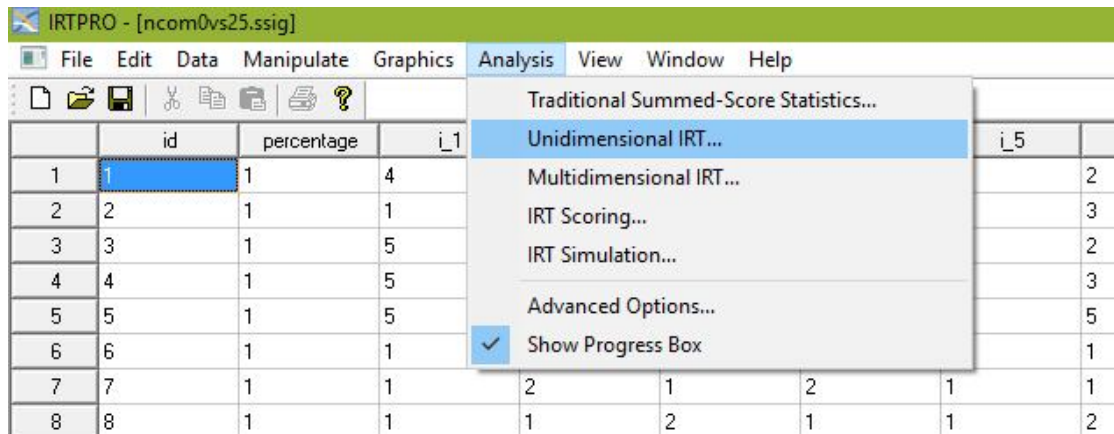 IRTPRO - [ncom0vs25.ssig]
File Edit Data Manipulate Graphics Analysis View Window Help
Traditional Summed-Score Statistics...
id percentage i_1 Unidimensional IRT... i_5
1 1 1 4 Multidimensional IRT... 2
2 2 1 1 IRT Scoring... 3
3 3 1 5 IRT Simulation... 2
4 4 1 5 3
5 5 1 5 Advanced Options... 5
6 6 1 1 Show Progress Box 1
7 7 1 1 2 1 2 1 1
8 8 1 1 1 2 1 1 2